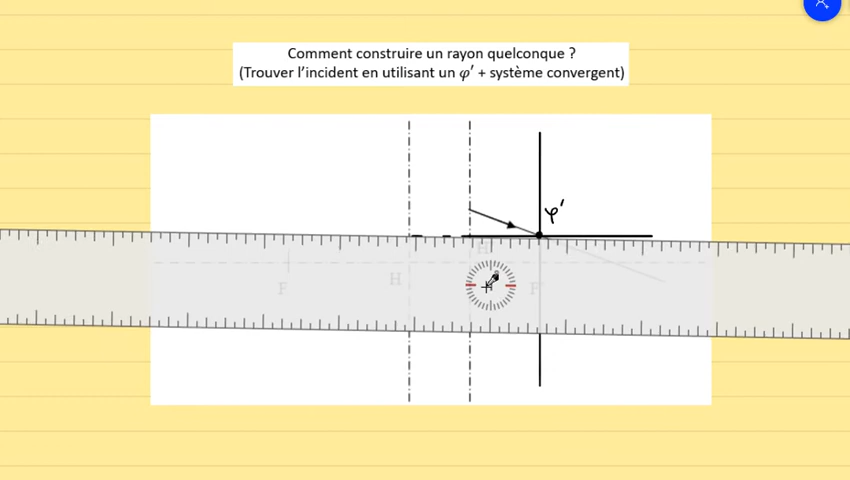 Comment construire un rayon quelconque ?
(Trouver l'incident en utilisant un φ' + système convergent)
φ'
H'
F
H
F'